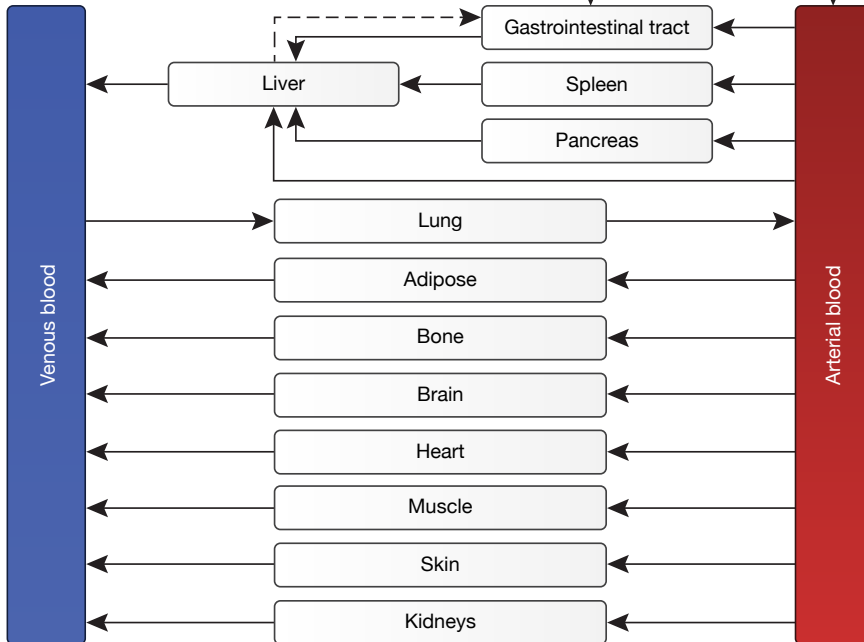 Gastrointestinal tract
Liver
Spleen
Pancreas
Lung
Adipose
Bone
Brain
Heart
Muscle
Skin
Kidneys
Venous blood
Arterial blood